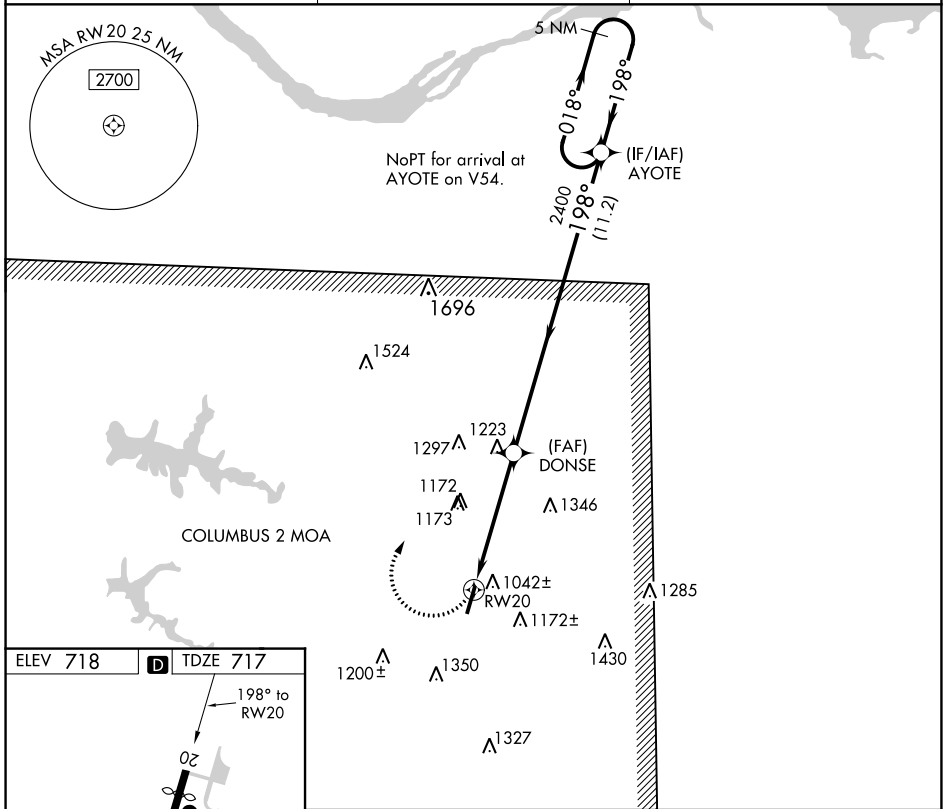 MSA RW20 25 NM
2700
5 NM
018°
198°
(IF/IAF)
AYOTE
NoPT for arrival at
AYOTE on V54.
2400
198°
(11.2)
1696
1524
1297
1223
(FAF)
DONSE
1172
1173
1346
COLUMBUS 2 MOA
1042±
RW20
1172±
1285
1430
1200±
1350
1327
ELEV 718
D
TDZE 717
198° to
RW20
20